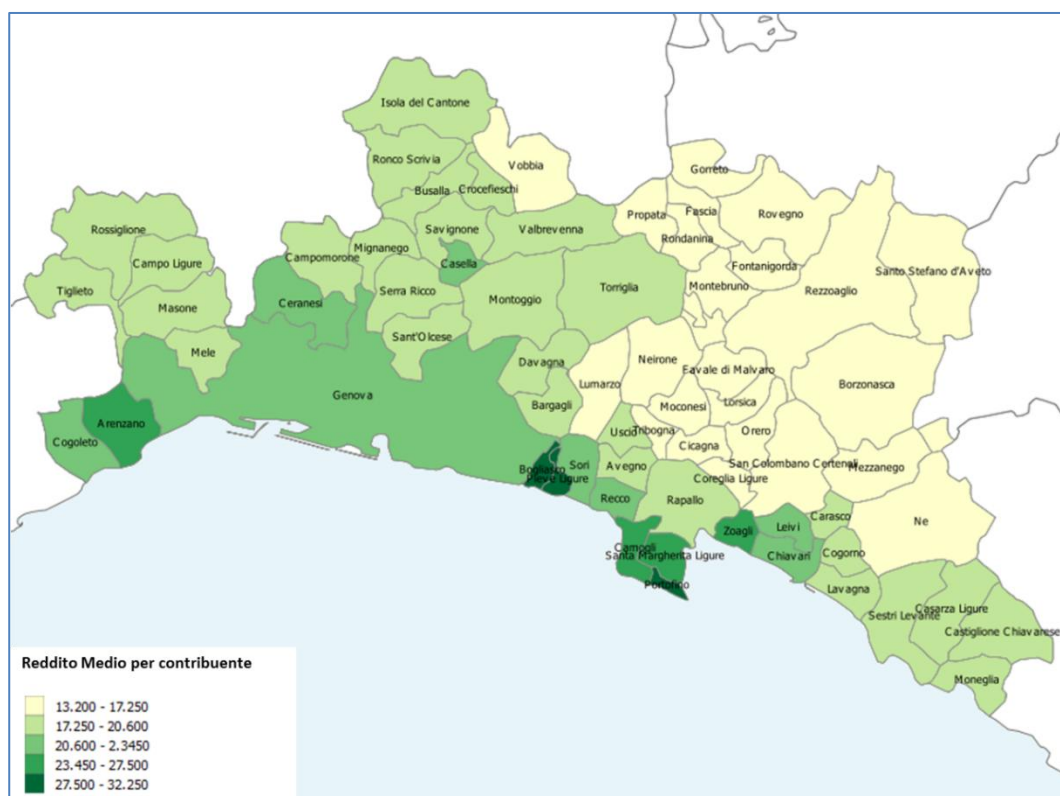 Isola del Cantone
Ronco Scrivia
Vobbia
Gorreto
Busalla
Crocefieschi
Rossiglione
Savignone
Valbrevenna
Propata
Fascia
Rovegno
Campo Ligure
Campomorone
Mignanego
Casella
Rondanina
Fontanigorda
Santo Stefano d'Aveto
Tiglieto
Masone
Ceranesi
Serra Ricco
Montoggio
Torriglia
Montebruno
Rezzoaglio
Mele
Sant'Olcese
Davagna
Neirone
Favale di Malvaro
Genova
Bargagli
Lumarzo
Moconesi
Lorsica
Borzonasca
Arenzano
Cogoleto
Uscio
Tribogna
Cicagna
Orero
Bogliasco
Pieve Ligure
Sori
Avegno
San Colombano Certenoli
Mezzanego
Coreglia Ligure
Recco
Rapallo
Carasco
Ne
Zoagli
Leivi
Camogli
Santa Margherita Ligure
Chiavari
Cogorno
Portofino
Lavagna
Sestri Levante
Casarza Ligure
Castiglione Chiavarese
Moneglia
Reddito Medio per contribuente
13.200 - 17.250
17.250 - 20.600
20.600 - 2.3450
23.450 - 27.500
27.500 - 32.250